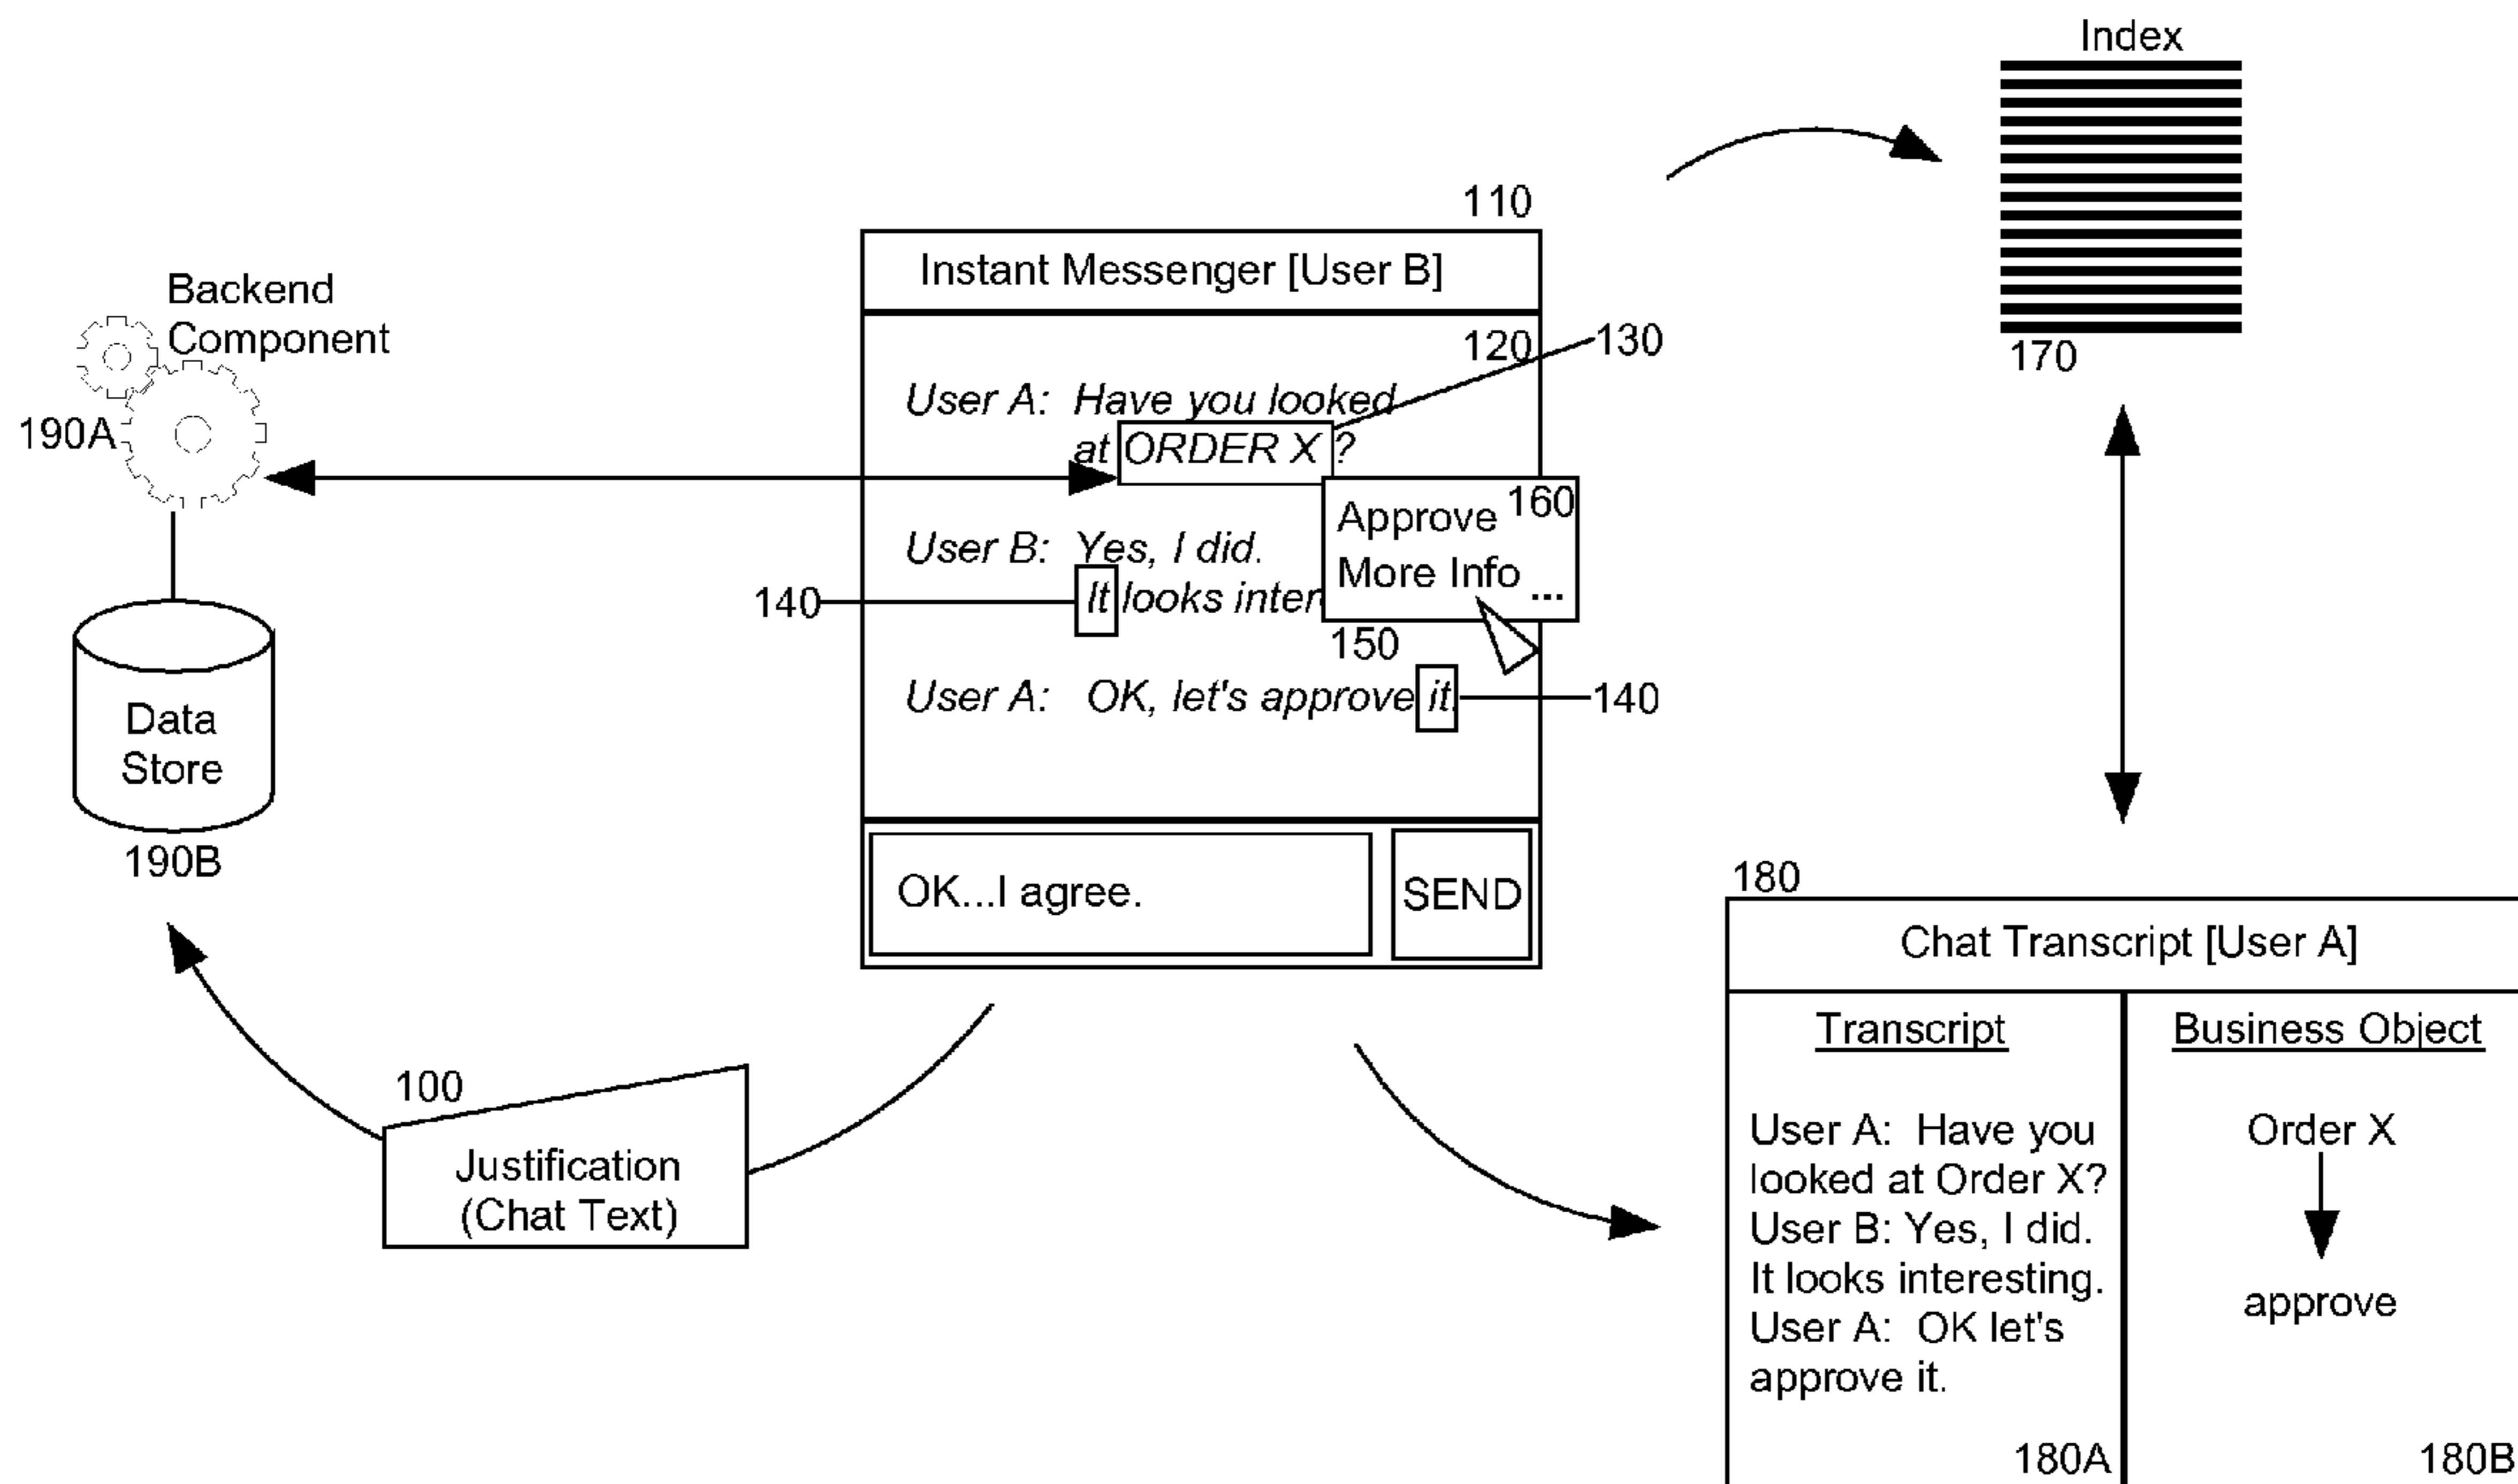 Index
170
110
Instant Messenger [User B]
120
130
User A: Have you looked
at ORDER X ?
160
Approve
More Info
...
150
User B: Yes, I did.
It looks inter
140
User A: OK, let's approve it.
140
OK...I agree.
SEND
Backend
Component
190A
Data
Store
190B
100
Justification
(Chat Text)
180
Chat Transcript [User A]
Transcript
User A: Have you
looked at Order X?
User B: Yes, I did.
It looks interesting.
User A: OK let's
approve it.
180A
Business Object
Order X
approve
180B